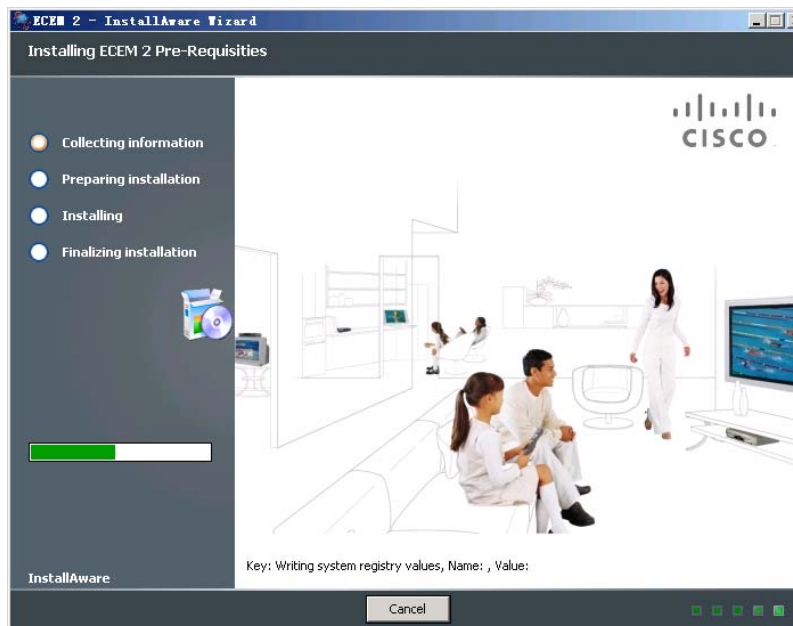 ECEM 2 - InstallAware Wizard
Installing ECEM 2 Pre-Requisities
CISCO
Collecting information
Preparing installation
Installing
Finalizing installation
Key: Writing system registry values, Name: , Value:
InstallAware
Cancel